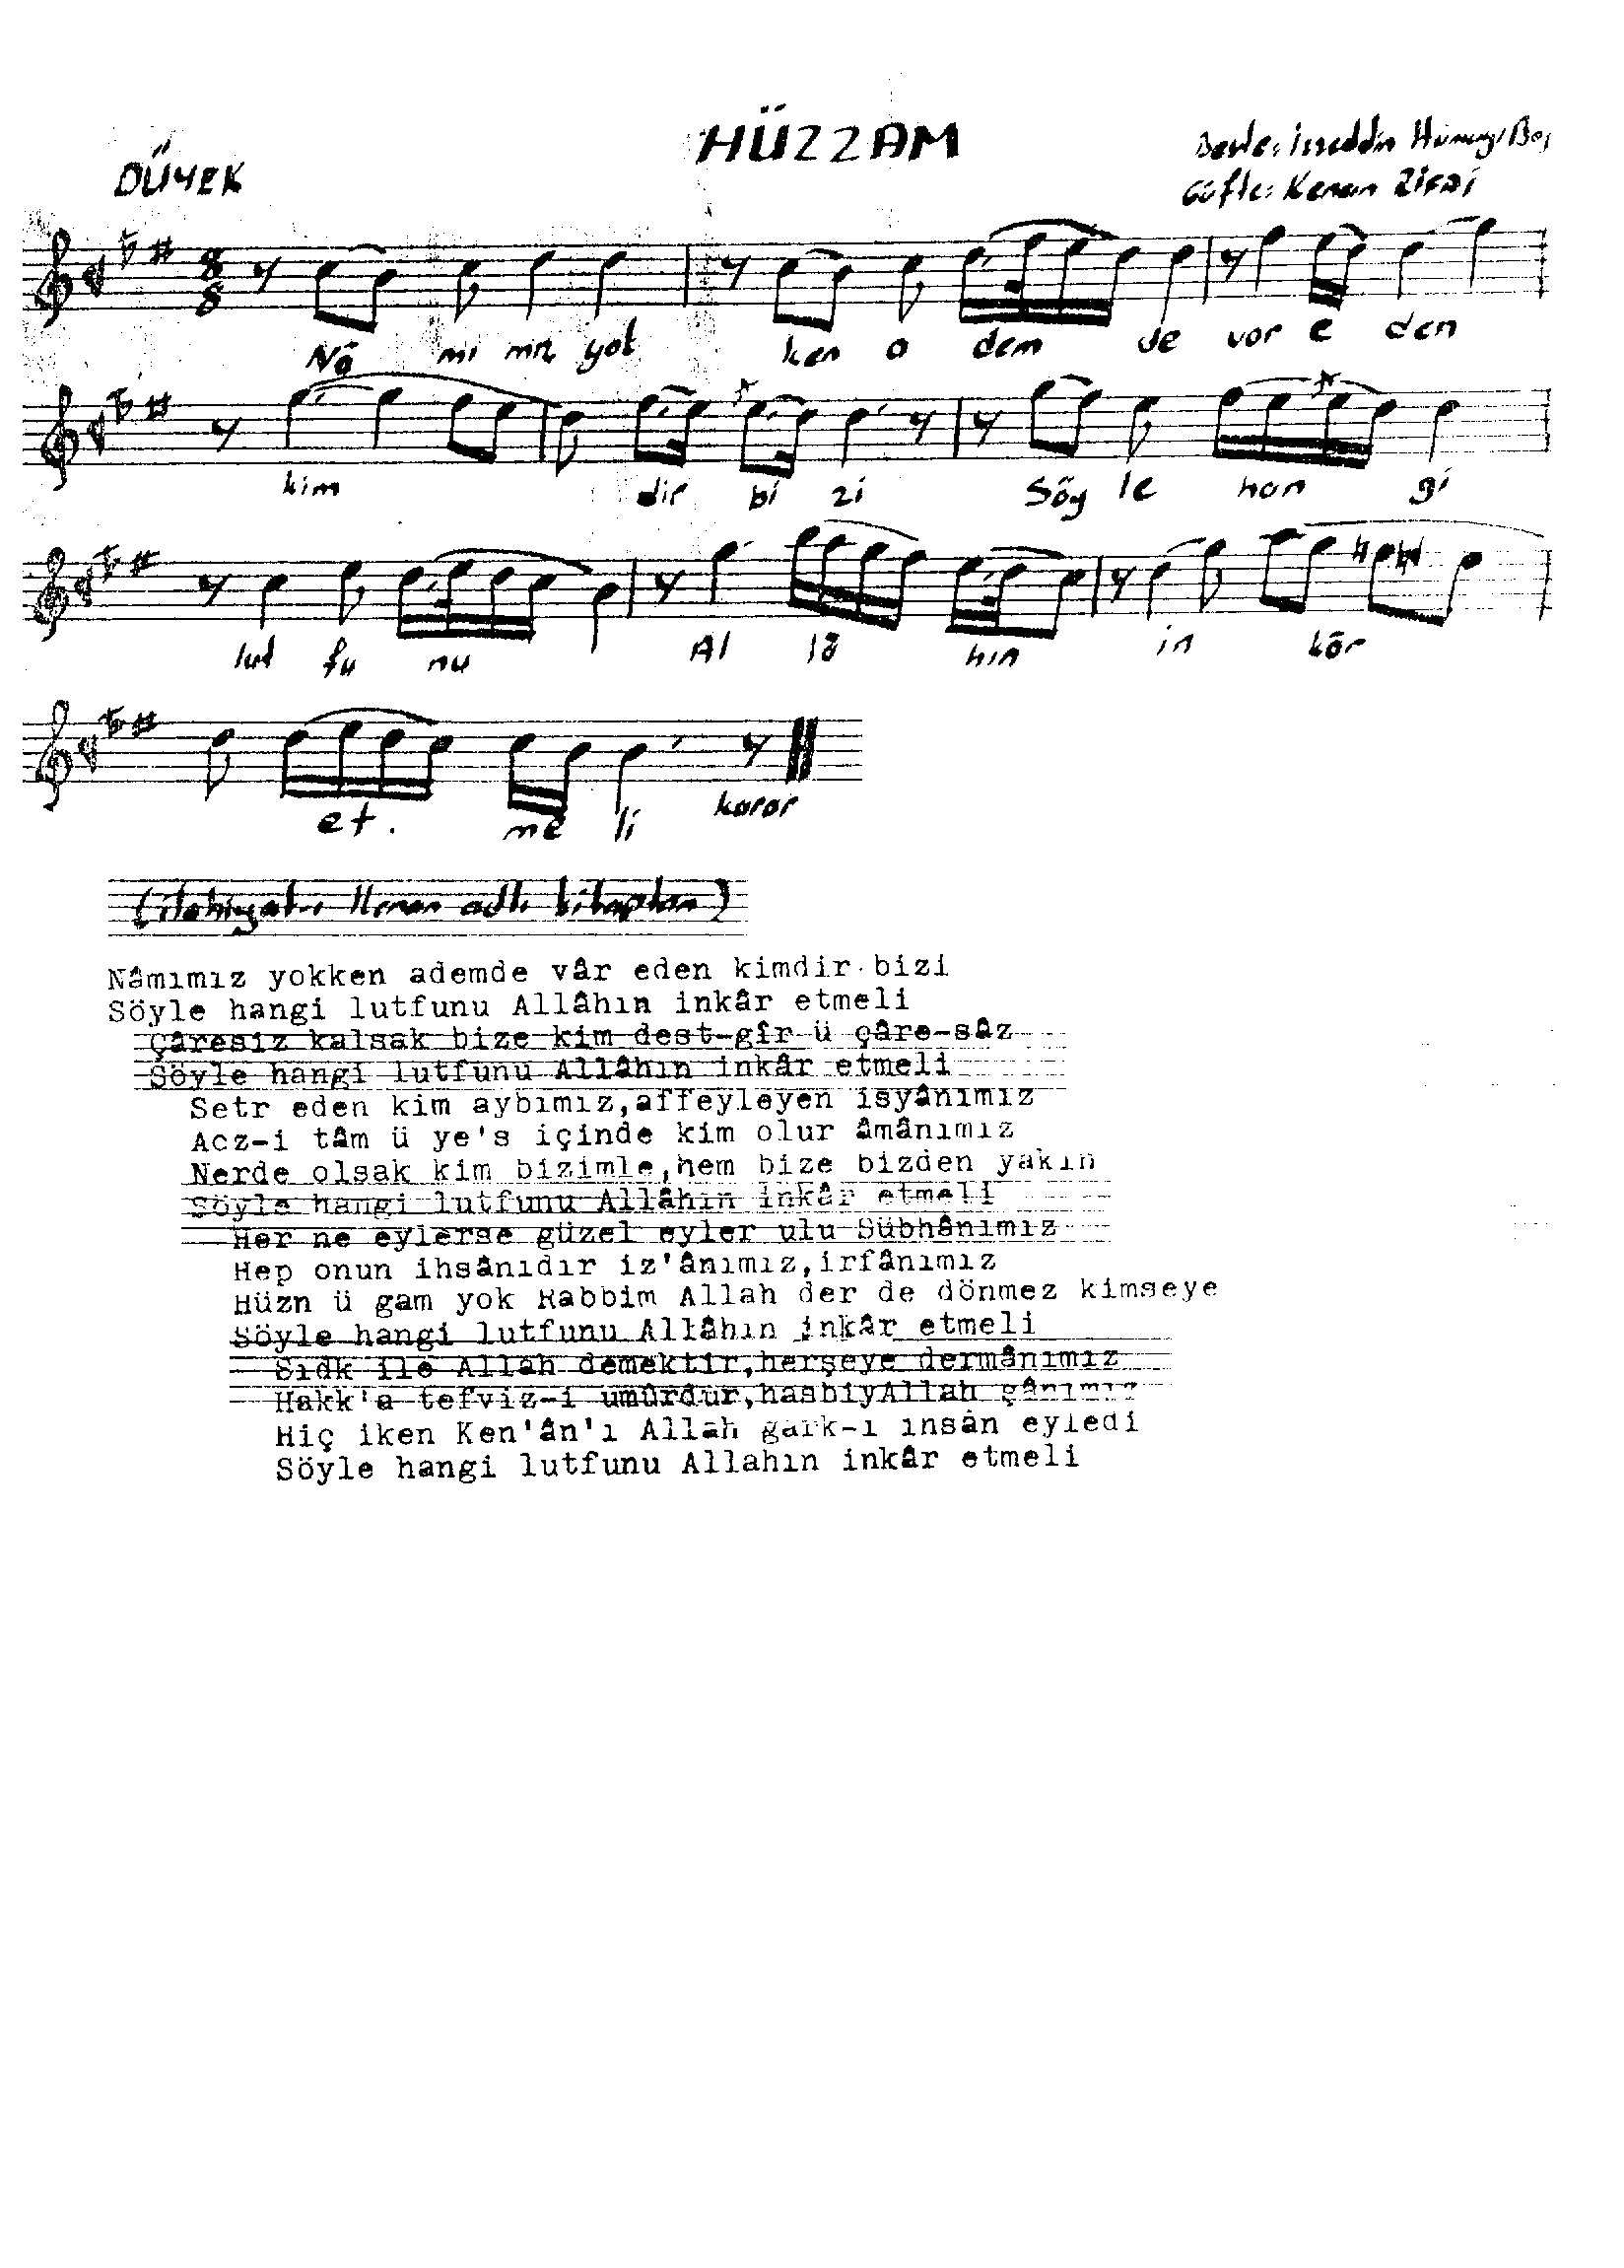 HÜZZAM
DÜYEK
Beste: İzzeddin
Güfte: Kenan Rifai
Nâ mı mız yok ken a dem de var e den
kim dir bi zi Söy le han gi
lut fu nu Al lâ hın in kâr
et. me li karar
(ilahiyat-ı Kenan adlı kitaptan)
Nâmımız yokken ademde vâr eden kimdir bizi
Söyle hangi lutfunu Allâhın inkâr etmeli
Çâresiz kalsak bize kim dest-gîr ü çâre-sâz
Söyle hangi lutfunu Allâhın inkâr etmeli
Setr eden kim aybımız,affeyleyen isyânımız
Acz-i tâm ü ye's içinde kim olur âmânımız
Nerde olsak kim bizimle,hem bize bizden yakın
Söyle hangi lutfunu Allâhın inkâr etmeli
Her ne eylerse güzel eyler ulu Sübhânımız
Hep onun ihsânıdır iz'ânımız,irfânımız
Hüzn ü gam yok Rabbim Allah der de dönmez kimseye
Söyle hangi lutfunu Allâhın inkâr etmeli
Sıdk ile Allah demektir,herşeye dermânımız
Hakk'a tefviz-i umûrdur,hasbiyAllah şânımız
Hiç iken Ken'ân'ı Allah gark-ı insân eyledi
Söyle hangi lutfunu Allahın inkâr etmeli